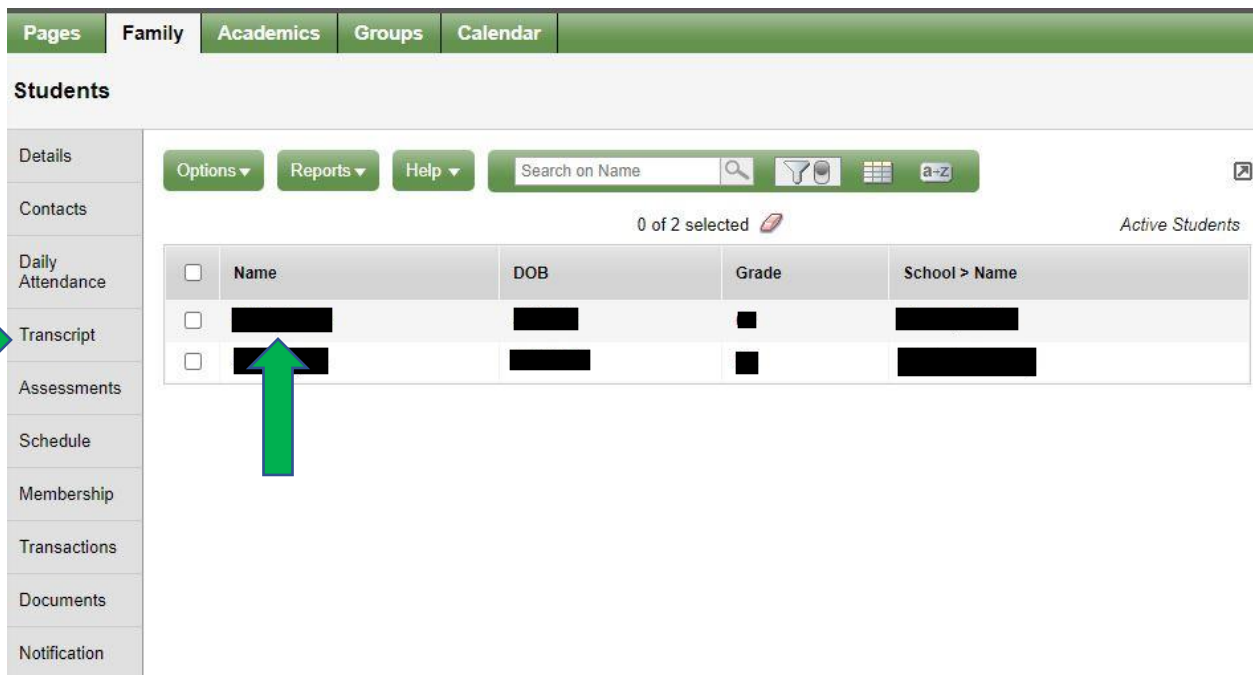 Pages Family Academics Groups Calendar
Students
Details
Contacts
Daily
Attendance
Transcript
Assessments
Schedule
Membership
Transactions
Documents
Notification
Options Reports Help Search on Name a-z
0 of 2 selected Active Students
Name DOB Grade School > Name